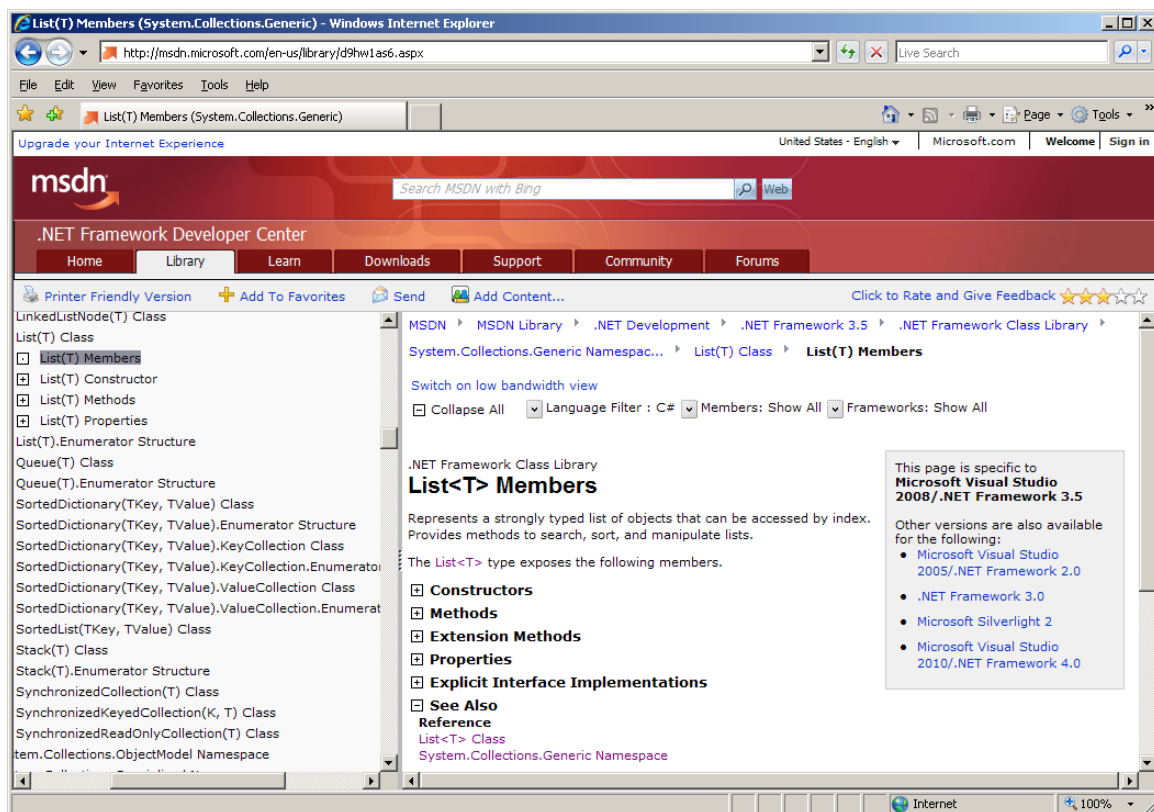 List(T) Members (System.Collections.Generic) - Windows Internet Explorer
http://msdn.microsoft.com/en-us/library/d9hw1as6.aspx
Live Search
File Edit View Favorites Tools Help
List(T) Members (System.Collections.Generic)
Page Tools »
Upgrade your Internet Experience
United States - English Microsoft.com Welcome Sign in
msdn
Search MSDN with Bing
Web
.NET Framework Developer Center
Home Library Learn Downloads Support Community Forums
Printer Friendly Version Add To Favorites Send Add Content...
Click to Rate and Give Feedback
LinkedListNode(T) Class
List(T) Class
List(T) Members
List(T) Constructor
List(T) Methods
List(T) Properties
List(T).Enumerator Structure
Queue(T) Class
Queue(T).Enumerator Structure
SortedDictionary(TKey, TValue) Class
SortedDictionary(TKey, TValue).Enumerator Structure
SortedDictionary(TKey, TValue).KeyCollection Class
SortedDictionary(TKey, TValue).KeyCollection.Enumerator
SortedDictionary(TKey, TValue).ValueCollection Class
SortedDictionary(TKey, TValue).ValueCollection.Enumerat
SortedList(TKey, TValue) Class
Stack(T) Class
Stack(T).Enumerator Structure
SynchronizedCollection(T) Class
SynchronizedKeyedCollection(K, T) Class
SynchronizedReadOnlyCollection(T) Class
tem.Collections.ObjectModel Namespace
MSDN MSDN Library .NET Development .NET Framework 3.5 .NET Framework Class Library
System.Collections.Generic Namespac... List(T) Class List(T) Members
Switch on low bandwidth view
Collapse All Language Filter : C# Members: Show All Frameworks: Show All
.NET Framework Class Library
List<T> Members
Represents a strongly typed list of objects that can be accessed by index.
Provides methods to search, sort, and manipulate lists.
The List<T> type exposes the following members.
Constructors
Methods
Extension Methods
Properties
Explicit Interface Implementations
See Also
Reference
List<T> Class
System.Collections.Generic Namespace
This page is specific to
Microsoft Visual Studio
2008/.NET Framework 3.5
Other versions are also available
for the following:
Microsoft Visual Studio
2005/.NET Framework 2.0
.NET Framework 3.0
Microsoft Silverlight 2
Microsoft Visual Studio
2010/.NET Framework 4.0
Internet
100%